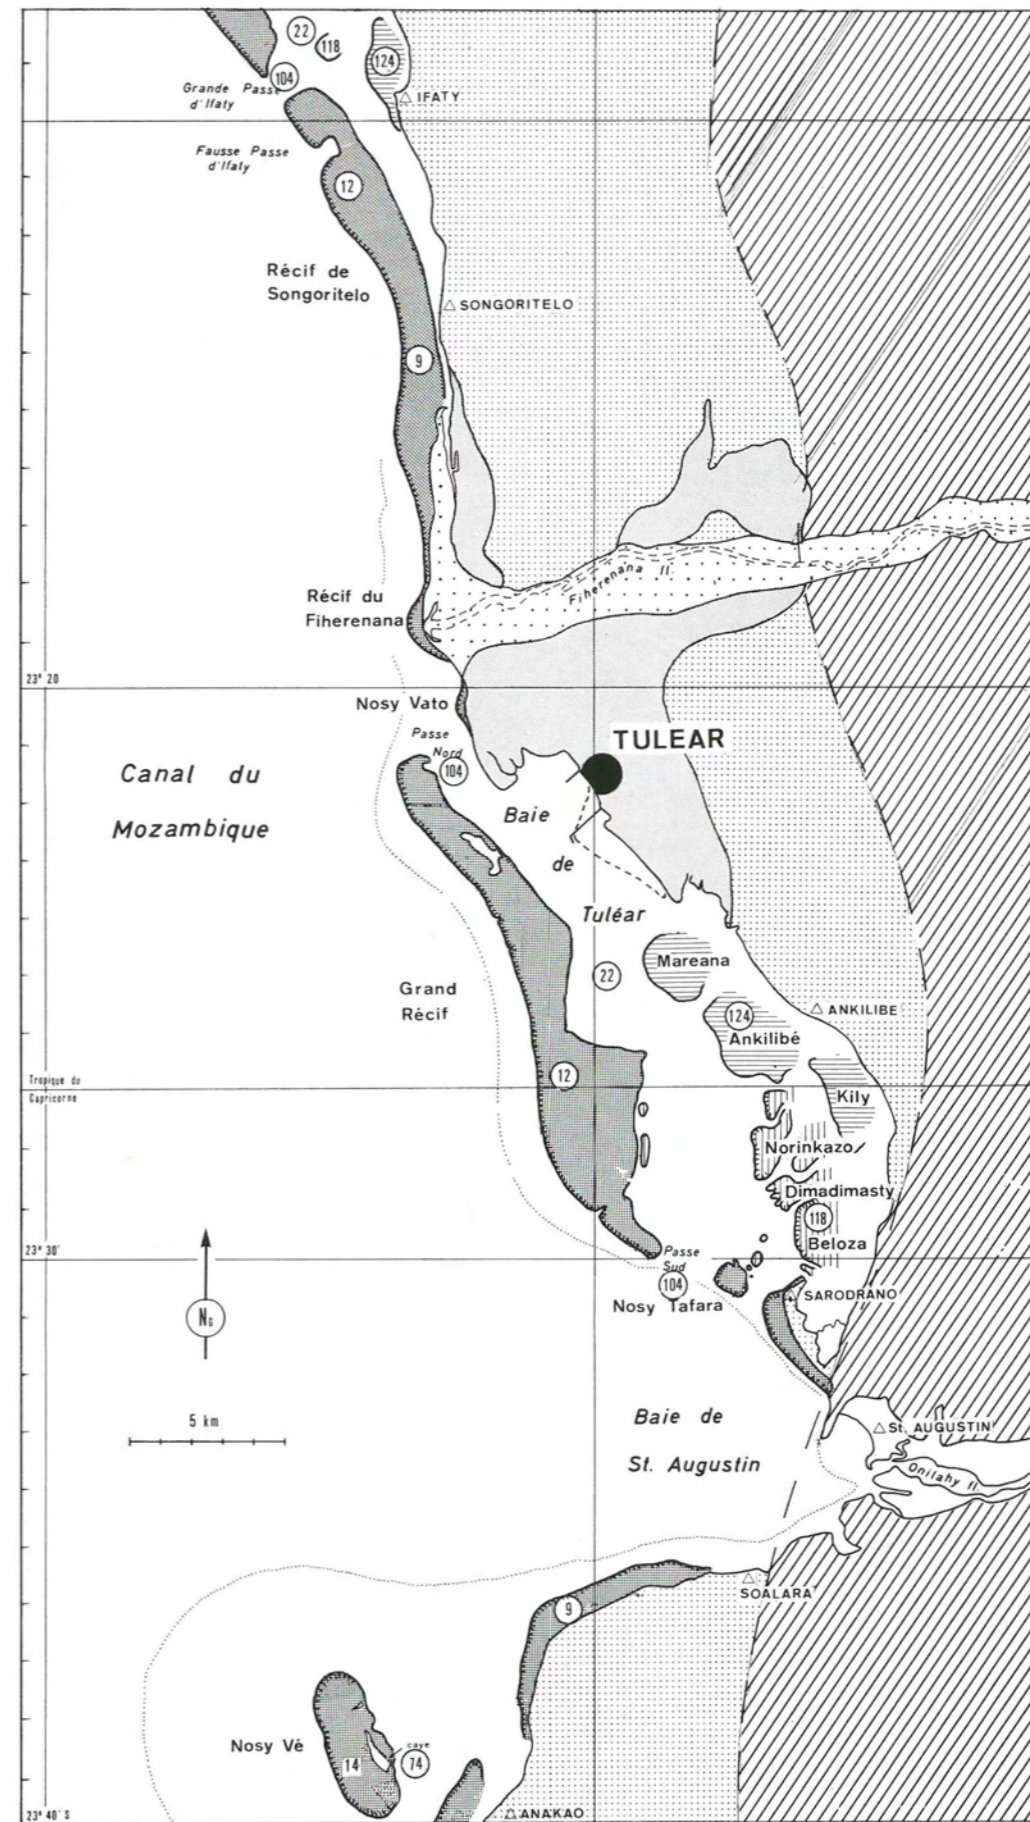 22
118
124
104
Grande Passe
d'Ifaty
IFATY
Fausse Passe
d'Ifaty
12
Récif de
Songoritelo
SONGORITELO
9
Fiherenana fl.
Récif du
Fiherenana
23° 20
Nosy Vato
Passe
Nord
104
TULEAR
Canal du
Mozambique
Baie
de
Tuléar
Mareana
22
Grand
Récif
124
ANKILIBE
Ankilibé
12
Tropique du
Capricorne
Kily
Norinkazo
Dimadimasty
118
Beloza
23° 30'
Passe
Sud
104
SARODRANO
Nosy Tafara
NG
5 km
Baie de
St. Augustin
St. AUGUSTIN
Onilahy fl.
SOALARA
9
Nosy Vé
14
caye
74
23° 40' S
ANAKAO